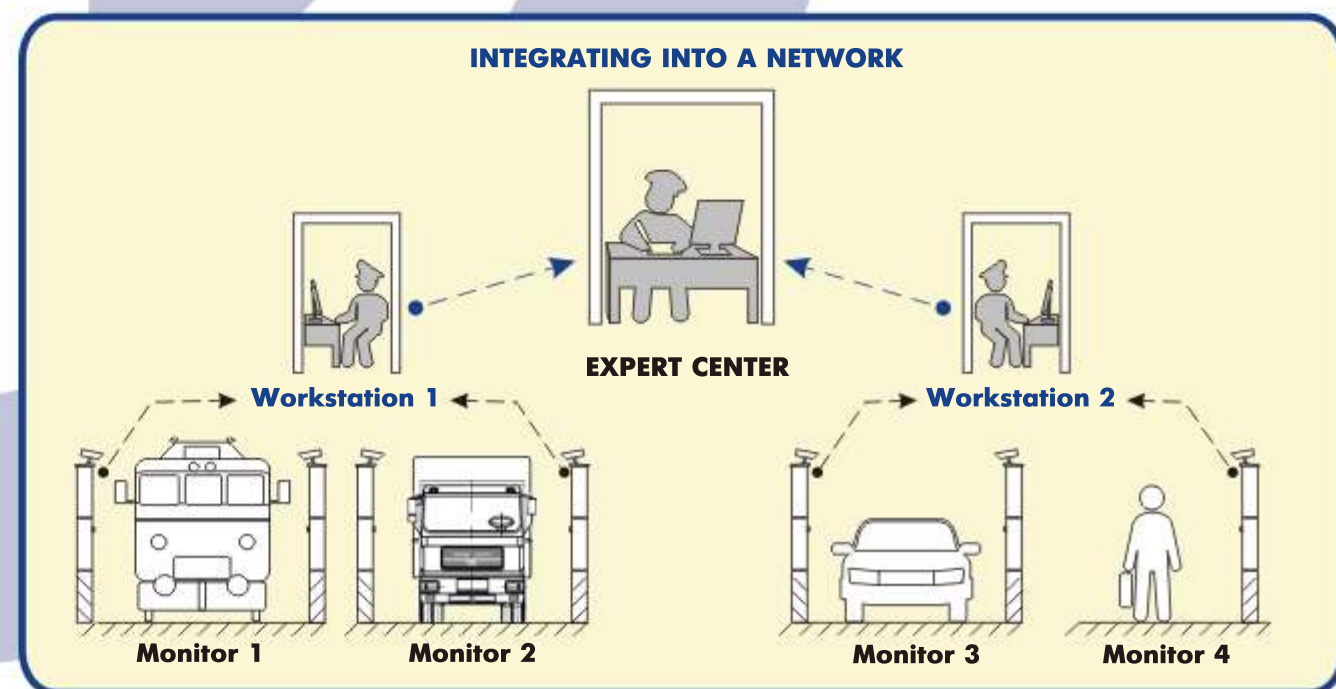 INTEGRATING INTO A NETWORK
EXPERT CENTER
Workstation 1
Workstation 2
Monitor 1
Monitor 2
Monitor 3
Monitor 4